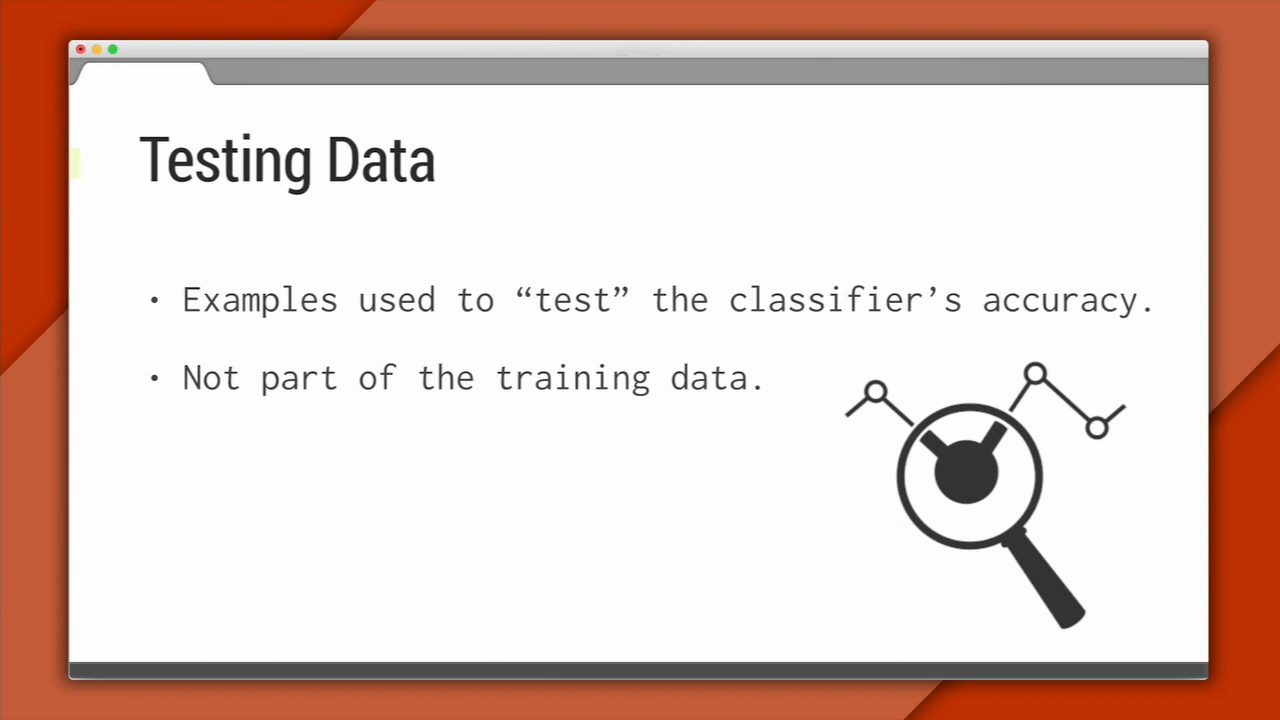 Testing Data
• Examples used to “test” the classifier’s accuracy.
• Not part of the training data.